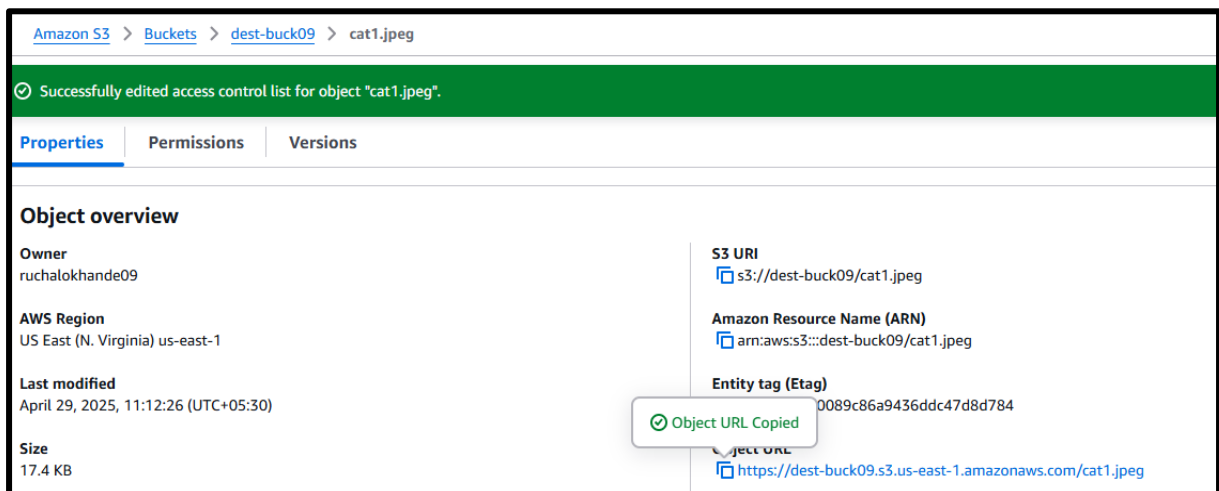 Amazon S3 > Buckets > dest-buck09 > cat1.jpeg
Successfully edited access control list for object "cat1.jpeg".
Properties Permissions Versions
Object overview
Owner
ruchalokhande09
AWS Region
US East (N. Virginia) us-east-1
Last modified
April 29, 2025, 11:12:26 (UTC+05:30)
Size
17.4 KB
S3 URI
s3://dest-buck09/cat1.jpeg
Amazon Resource Name (ARN)
arn:aws:s3:::dest-buck09/cat1.jpeg
Entity tag (Etag)
0089c86a9436ddc47d8d784
Object URL Copied
Object URL
https://dest-buck09.s3.us-east-1.amazonaws.com/cat1.jpeg